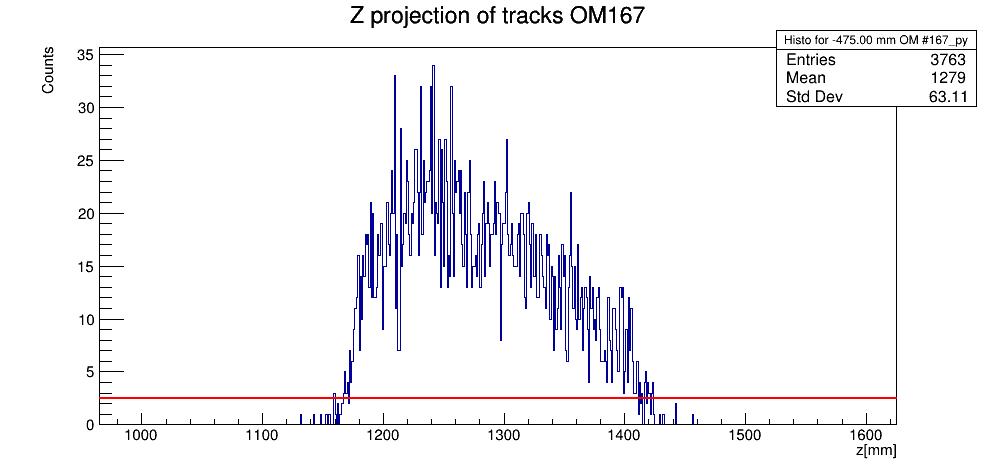 Z projection of tracks OM167
Histo for -475.00 mm OM #167_py
Entries 3763
Mean 1279
Std Dev 63.11
Counts
35
30
25
20
15
10
5
0
1000 1100 1200 1300 1400 1500 1600
z[mm]